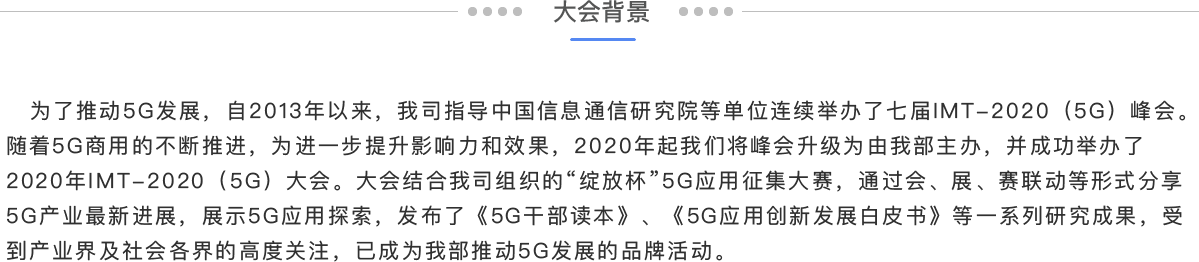 大会背景
为了推动5G发展，自2013年以来，我司指导中国信息通信研究院等单位连续举办了七届IMT-2020（5G）峰会。
随着5G商用的不断推进，为进一步提升影响力和效果，2020年起我们将峰会升级为由我部主办，并成功举办了
2020年IMT-2020（5G）大会。大会结合我司组织的“绽放杯”5G应用征集大赛，通过会、展、赛联动等形式分享
5G产业最新进展，展示5G应用探索，发布了《5G干部读本》、《5G应用创新发展白皮书》等一系列研究成果，受
到产业界及社会各界的高度关注，已成为我部推动5G发展的品牌活动。